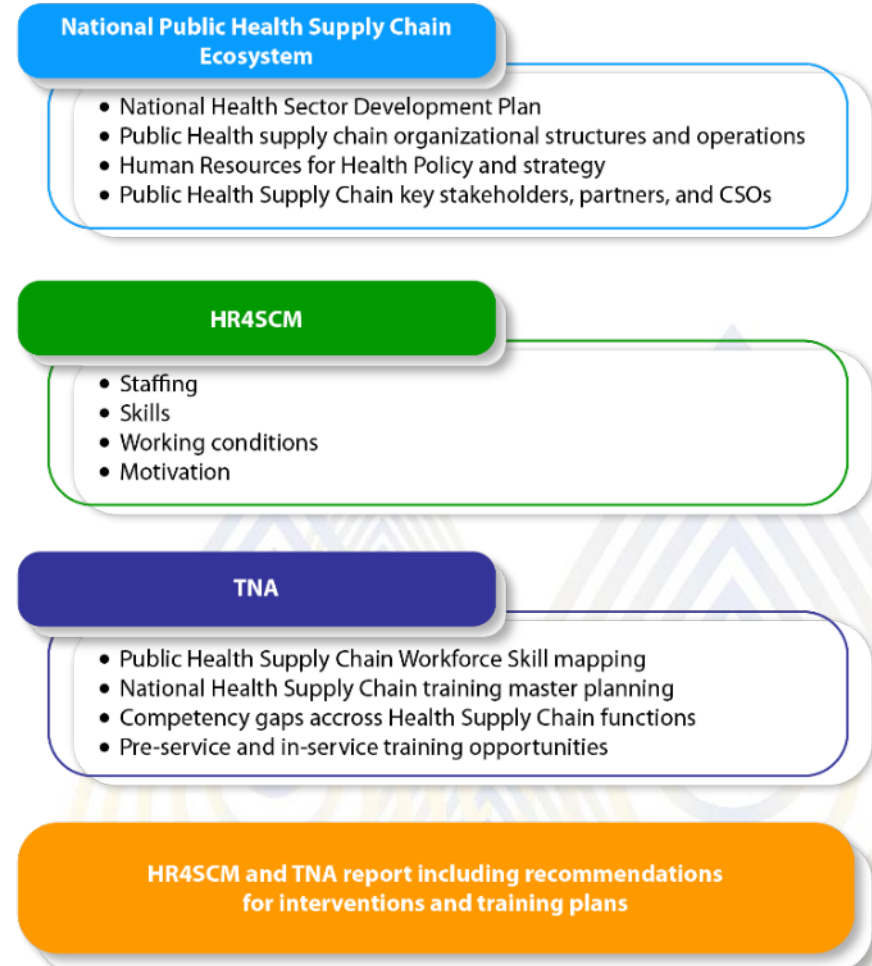 National Public Health Supply Chain
Ecosystem
• National Health Sector Development Plan
• Public Health supply chain organizational structures and operations
• Human Resources for Health Policy and strategy
• Public Health Supply Chain key stakeholders, partners, and CSOs
HR4SCM
• Staffing
• Skills
• Working conditions
• Motivation
TNA
• Public Health Supply Chain Workforce Skill mapping
• National Health Supply Chain training master planning
• Competency gaps accross Health Supply Chain functions
• Pre-service and in-service training opportunities
HR4SCM and TNA report including recommendations
for interventions and training plans